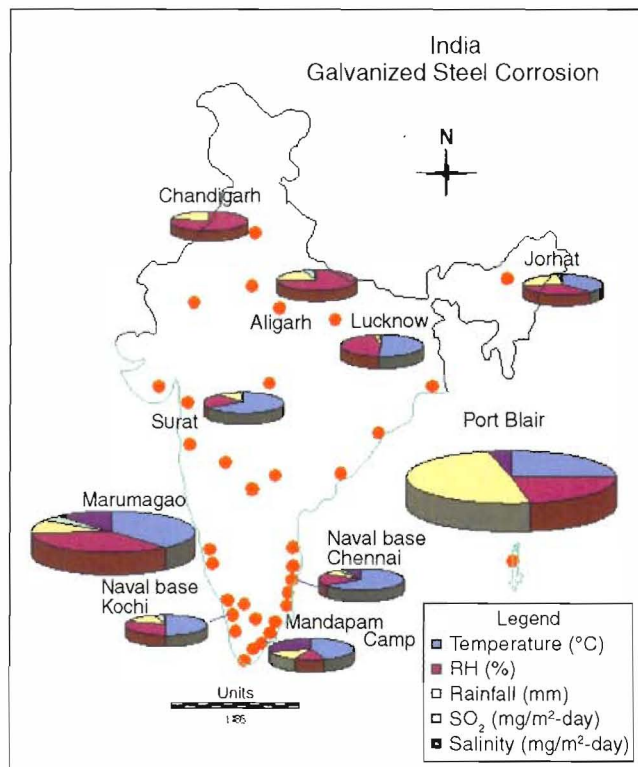 India
Galvanized Steel Corrosion
N
Chandigarh
Jorhat
Aligarh
Lucknow
Surat
Port Blair
Marumagao
Naval base
Chennai
Naval base
Kochi
Mandapam
Camp
Units
Legend
Temperature (°C)
RH (%)
Rainfall (mm)
SO₂ (mg/m²-day)
Salinity (mg/m²-day)